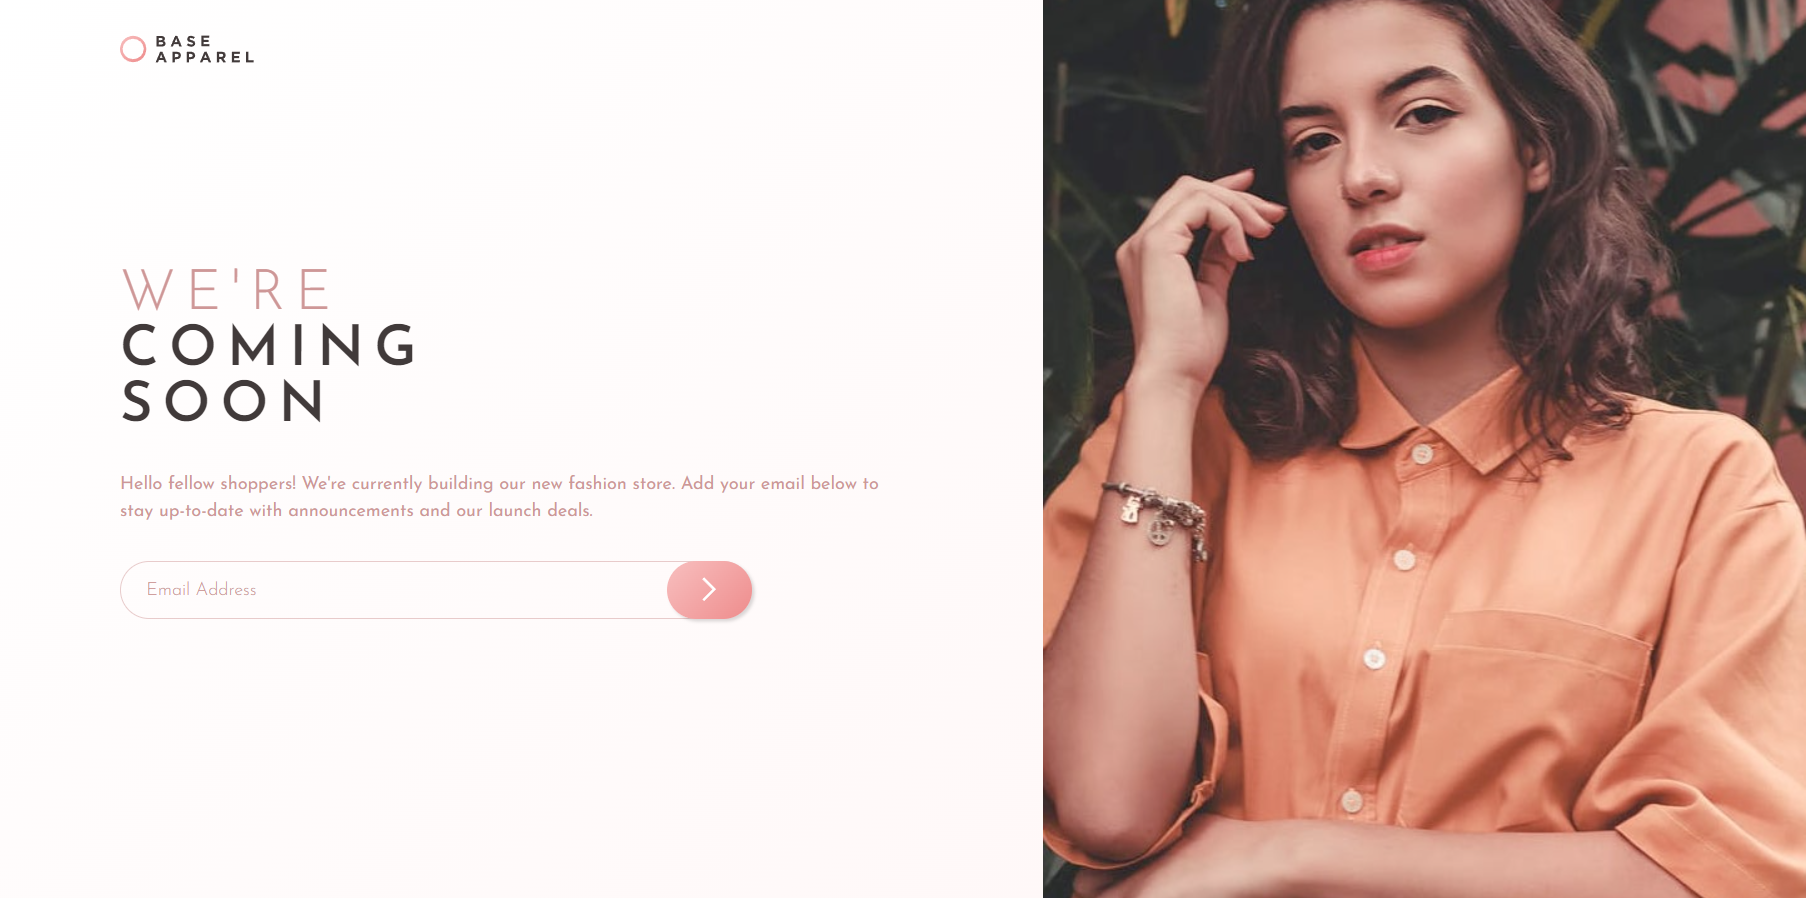 BASE
APPAREL
WE'RE
COMING
SOON
Hello fellow shoppers! We're currently building our new fashion store. Add your email below to
stay up-to-date with announcements and our launch deals.
Email Address